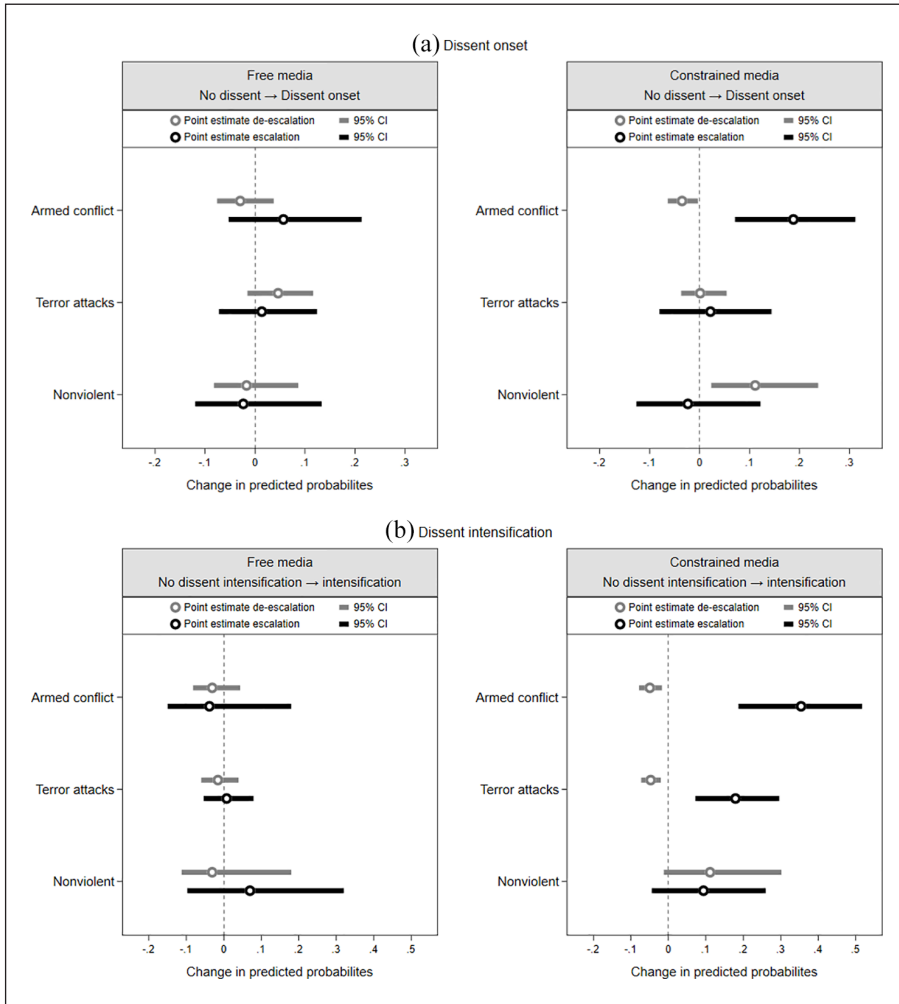 (a) Dissent onset
Free media
No dissent → Dissent onset
Point estimate de-escalation 95% CI
Point estimate escalation 95% CI
Armed conflict
Terror attacks
Nonviolent
-.2 -.1 0 .1 .2 .3
Change in predicted probabilites
Constrained media
No dissent → Dissent onset
Point estimate de-escalation 95% CI
Point estimate escalation 95% CI
Armed conflict
Terror attacks
Nonviolent
-.2 -.1 0 .1 .2 .3
Change in predicted probabilites
(b) Dissent intensification
Free media
No dissent intensification → intensification
Point estimate de-escalation 95% CI
Point estimate escalation 95% CI
Armed conflict
Terror attacks
Nonviolent
-.2 -.1 0 .1 .2 .3 .4 .5
Change in predicted probabilites
Constrained media
No dissent intensification → intensification
Point estimate de-escalation 95% CI
Point estimate escalation 95% CI
Armed conflict
Terror attacks
Nonviolent
-.2 -.1 0 .1 .2 .3 .4 .5
Change in predicted probabilites